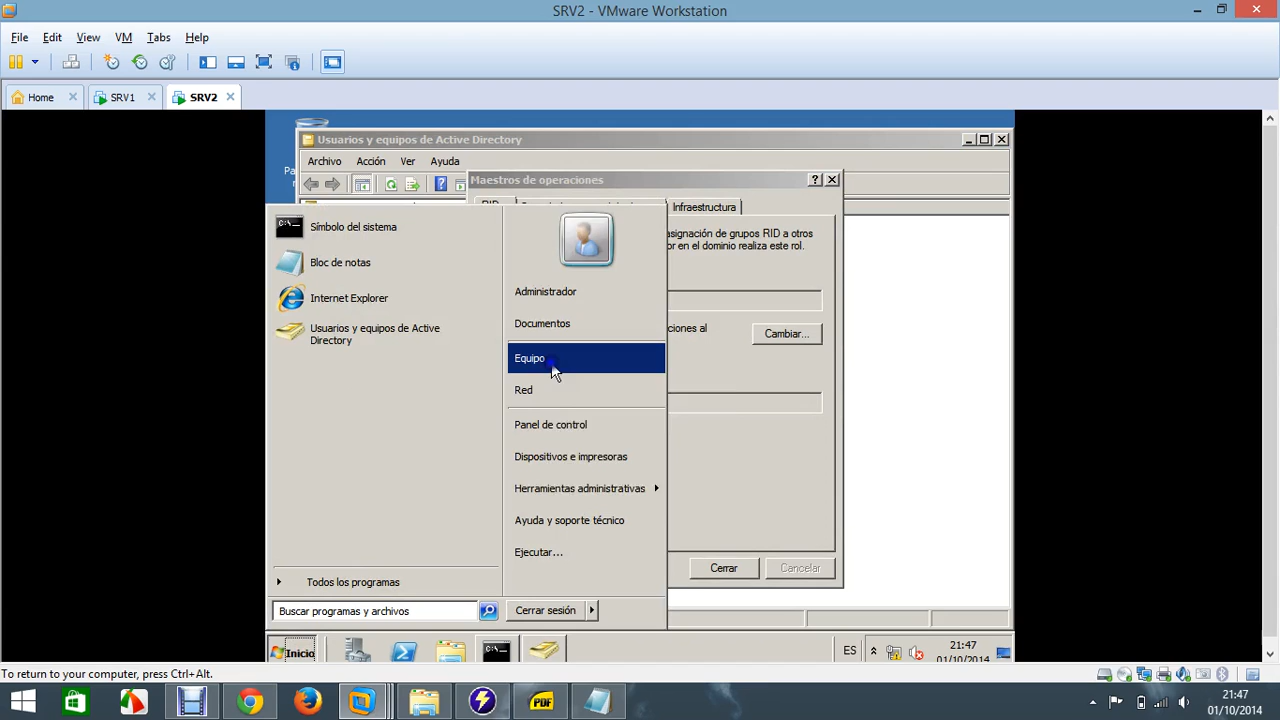 SRV2 - VMware Workstation
File Edit View VM Tabs Help
Home SRV1 SRV2
Usuarios y equipos de Active Directory
Archivo Acción Ver Ayuda
Maestros de operaciones
Infraestructura
asignación de grupos RID a otros
or en el dominio realiza este rol.
ciones al
Cambiar...
Cerrar Cancelar
Símbolo del sistema
Bloc de notas
Internet Explorer
Usuarios y equipos de Active
Directory
Todos los programas
Buscar programas y archivos
Administrador
Documentos
Equipo
Red
Panel de control
Dispositivos e impresoras
Herramientas administrativas
Ayuda y soporte técnico
Ejecutar...
Cerrar sesión
Inicio
ES
21:47
01/10/2014
To return to your computer, press Ctrl+Alt.
PDF
21:47
01/10/2014